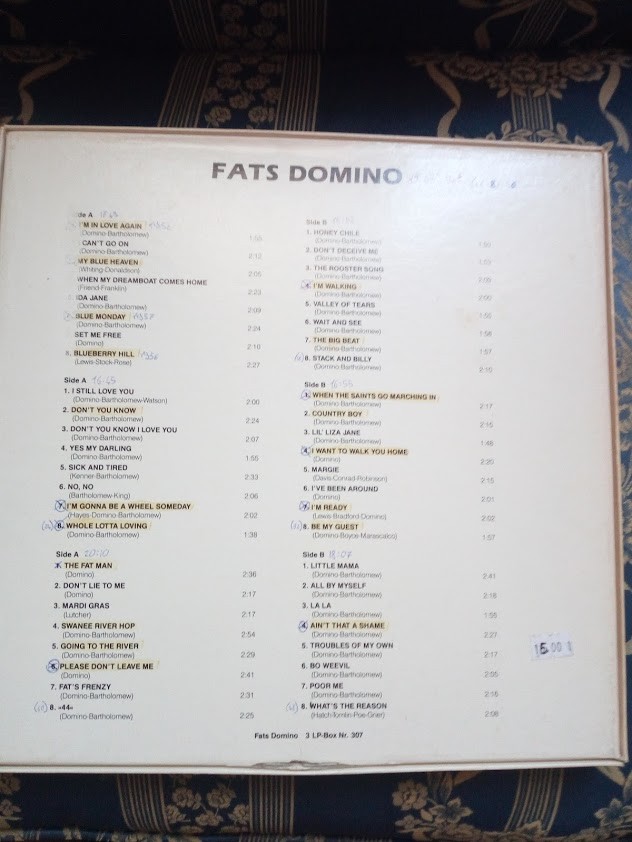 FATS DOMINO
Side A 18:23
I'M IN LOVE AGAIN
(Domino-Bartholomew)
CAN'T GO ON
(Domino-Bartholomew) 2:12
MY BLUE HEAVEN
(Whiting-Donaldson) 2:05
WHEN MY DREAMBOAT COMES HOME
(Friend-Franklin) 2:23
IDA JANE
(Domino-Bartholomew) 2:09
BLUE MONDAY
(Domino-Bartholomew) 2:24
SET ME FREE
(Domino) 2:16
8. BLUEBERRY HILL
(Lewis-Stock-Rose) 2:27
Side A 16:45
1. I STILL LOVE YOU
(Domino-Bartholomew-Watson) 2:00
2. DON'T YOU KNOW
(Domino-Bartholomew) 2:24
3. DON'T YOU KNOW I LOVE YOU
(Domino-Bartholomew) 2:07
4. YES MY DARLING
(Domino-Bartholomew) 1:55
5. SICK AND TIRED
(Kenner-Bartholomew) 2:33
6. NO, NO
(Bartholomew-King) 2:06
7. I'M GONNA BE A WHEEL SOMEDAY
(Hayes-Domino-Bartholomew) 2:02
8. WHOLE LOTTA LOVING
(Domino-Bartholomew) 1:38
Side A
1. THE FAT MAN
(Domino) 2:36
2. DON'T LIE TO ME
(Domino) 2:17
3. MARDI GRAS
(Lutcher) 2:17
4. SWANEE RIVER HOP
(Domino-Bartholomew) 2:54
5. GOING TO THE RIVER
(Domino-Bartholomew) 2:29
6. PLEASE DON'T LEAVE ME
(Domino) 2:41
7. FAT'S FRENZY
(Domino-Bartholomew) 2:31
8. »44«
(Domino-Bartholomew) 2:25
Side B
1. HONEY CHILE
(Domino-Bartholomew)
2. DON'T DECEIVE ME
(Domino-Bartholomew)
3. THE ROOSTER SONG
(Domino-Bartholomew)
4. I'M WALKING
(Domino-Bartholomew) 2:00
5. VALLEY OF TEARS
(Domino-Bartholomew)
6. WAIT AND SEE
(Domino-Bartholomew) 1:58
7. THE BIG BEAT
(Domino-Bartholomew) 1:57
8. STACK AND BILLY
(Domino-Bartholomew)
Side B 16:55
1. WHEN THE SAINTS GO MARCHING IN
(Domino-Bartholomew) 2:17
2. COUNTRY BOY
(Domino-Bartholomew)
3. LIL' LIZA JANE
(Domino-Bartholomew) 1:48
4. I WANT TO WALK YOU HOME
(Domino) 2:20
5. MARGIE
(Davis-Conrad-Robinson) 2:15
6. I'VE BEEN AROUND
(Domino) 2:01
7. I'M READY
(Lewis-Bradford-Domino) 2:02
8. BE MY GUEST
(Domino-Boyce-Marascalco) 1:57
Side B 18:07
1. LITTLE MAMA
(Domino-Bartholomew) 2:41
2. ALL BY MYSELF
(Domino-Bartholomew)
3. LA LA
(Domino-Bartholomew)
4. AIN'T THAT A SHAME
(Domino-Bartholomew) 2:27
5. TROUBLES OF MY OWN
(Domino-Bartholomew) 2:17
6. BO WEEVIL
(Domino-Bartholomew) 2:05
7. POOR ME
(Domino-Bartholomew)
8. WHAT'S THE REASON
(Hatch-Tomlin-Poe-Grier) 2:06
15.00
Fats Domino 3 LP-Box Nr. 307